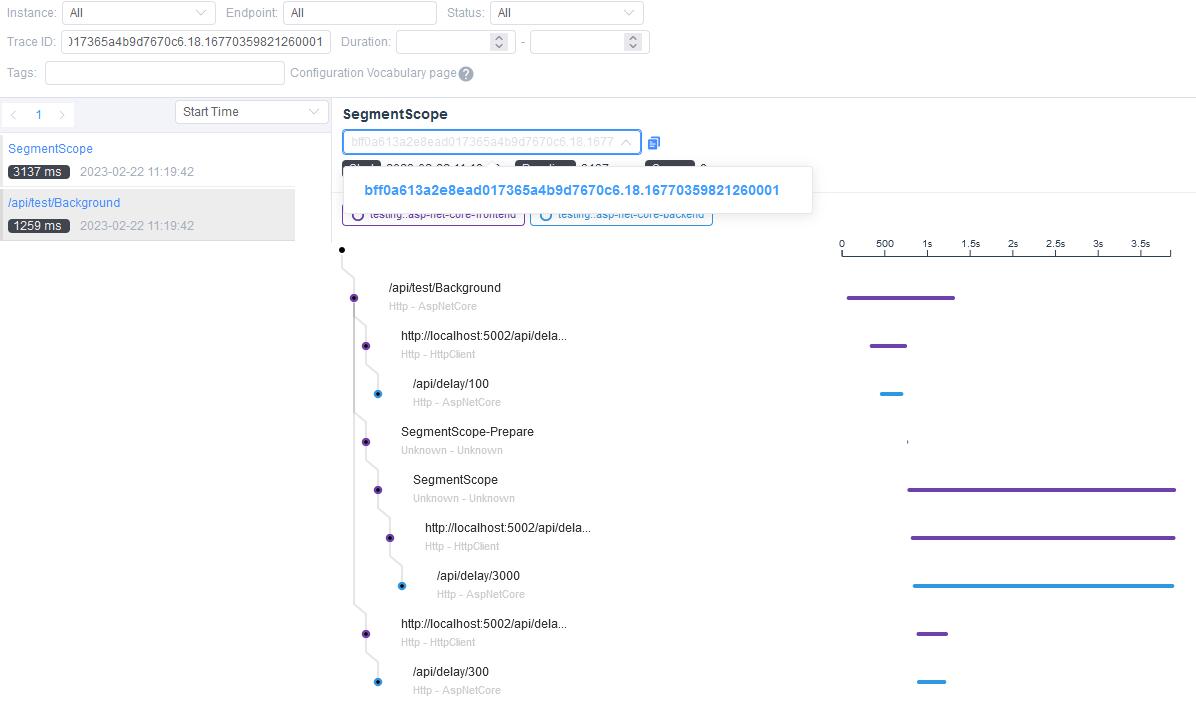 Instance: All Endpoint: All Status: All
Trace ID: 017365a4b9d7670c6.18.16770359821260001 Duration: -
Tags: Configuration Vocabulary page ?
1 Start Time
SegmentScope
3137 ms 2023-02-22 11:19:42
/api/test/Background
1259 ms 2023-02-22 11:19:42
SegmentScope
bff0a613a2e8ead017365a4b9d7670c6.18.1677
bff0a613a2e8ead017365a4b9d7670c6.18.16770359821260001
testing::asp-net-core-frontend testing::asp-net-core-backend
0 500 1s 1.5s 2s 2.5s 3s 3.5s
/api/test/Background
Http - AspNetCore
http://localhost:5002/api/dela...
Http - HttpClient
/api/delay/100
Http - AspNetCore
SegmentScope-Prepare
Unknown - Unknown
SegmentScope
Unknown - Unknown
http://localhost:5002/api/dela...
Http - HttpClient
/api/delay/3000
Http - AspNetCore
http://localhost:5002/api/dela...
Http - HttpClient
/api/delay/300
Http - AspNetCore